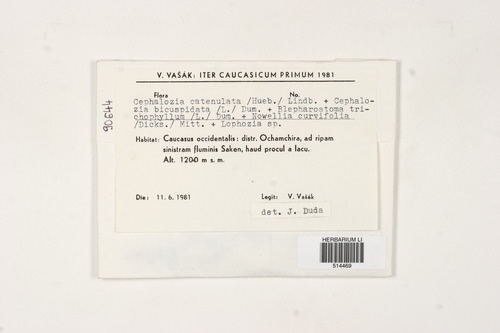 V. VAŠÁK: ITER CAUCASICUM PRIMUM 1981
Flora No.
Cephalozia catenulata /Hueb./ Lindb. + Cephalo-
zia bicuspidata /L./ Dum. + Blepharostoma tri-
chophyllum /L./ Dum. + Nowellia curvifolia
/Dicks./ Mitt. + Lophozia sp.
Habitat: Caucasus occidentalis: distr. Ochamchira, ad ripam
sinistram fluminis Saken, haud procul a lacu.
Alt. 1200 m s. m.
Die: 11. 6. 1981 Legit: V. Vašák
det. J. Duda
90644
HERBARIUM LI
514469